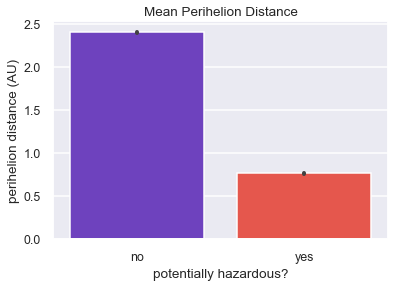 Mean Perihelion Distance
perihelion distance (AU)
2.5
2.0
1.5
1.0
0.5
0.0
no yes
potentially hazardous?